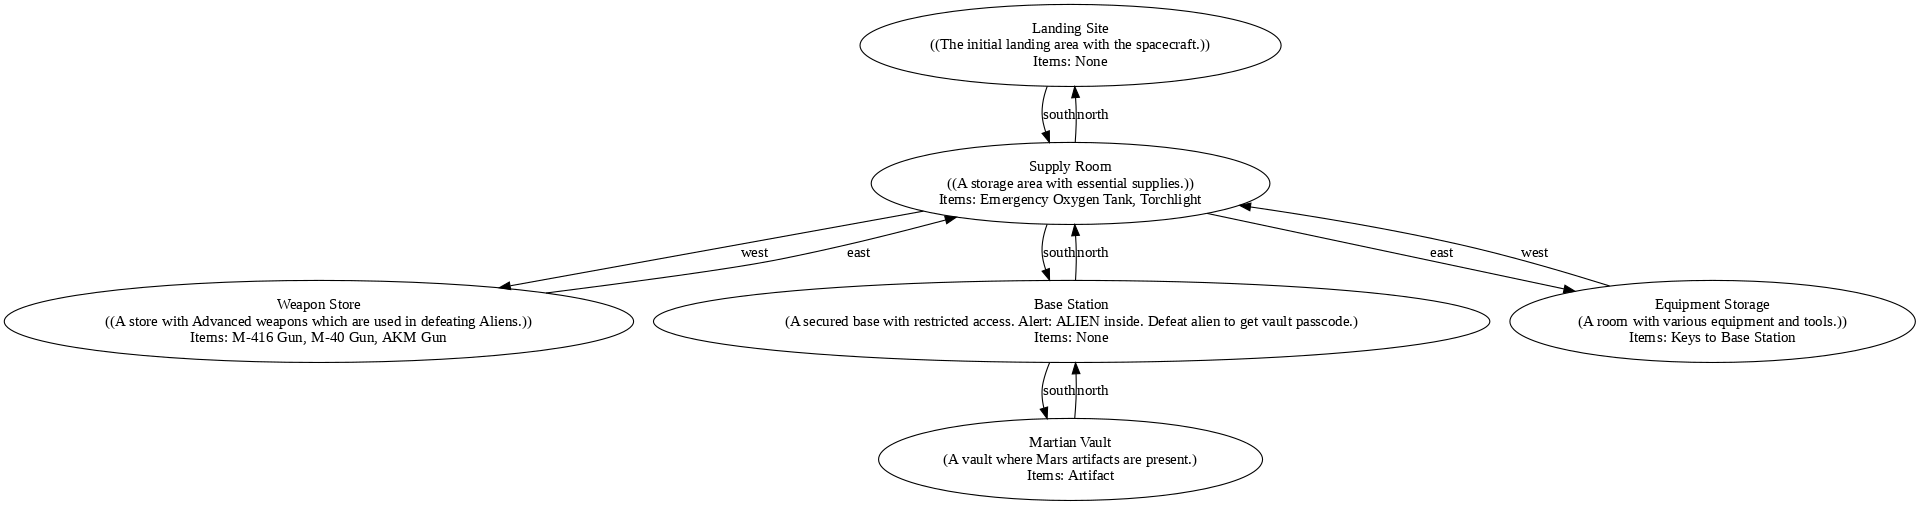 Landing Site
((The initial landing area with the spacecraft.))
Items: None
south
north
Supply Room
((A storage area with essential supplies.))
Items: Emergency Oxygen Tank, Torchlight
west
east
south
north
east
west
Weapon Store
((A store with Advanced weapons which are used in defeating Aliens.))
Items: M-416 Gun, M-40 Gun, AKM Gun
Base Station
(A secured base with restricted access. Alert: ALIEN inside. Defeat alien to get vault passcode.)
Items: None
Equipment Storage
(A room with various equipment and tools.))
Items: Keys to Base Station
south
north
Martian Vault
(A vault where Mars artifacts are present.)
Items: Artifact